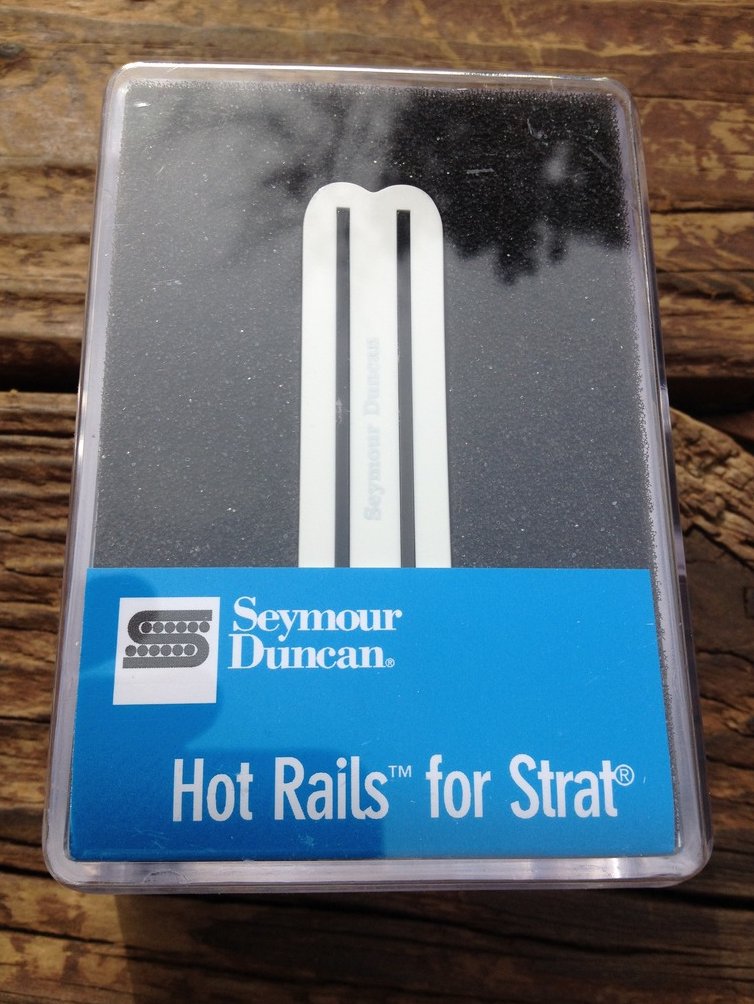 Seymour Duncan
Seymour
Duncan®
Hot Rails™ for Strat®